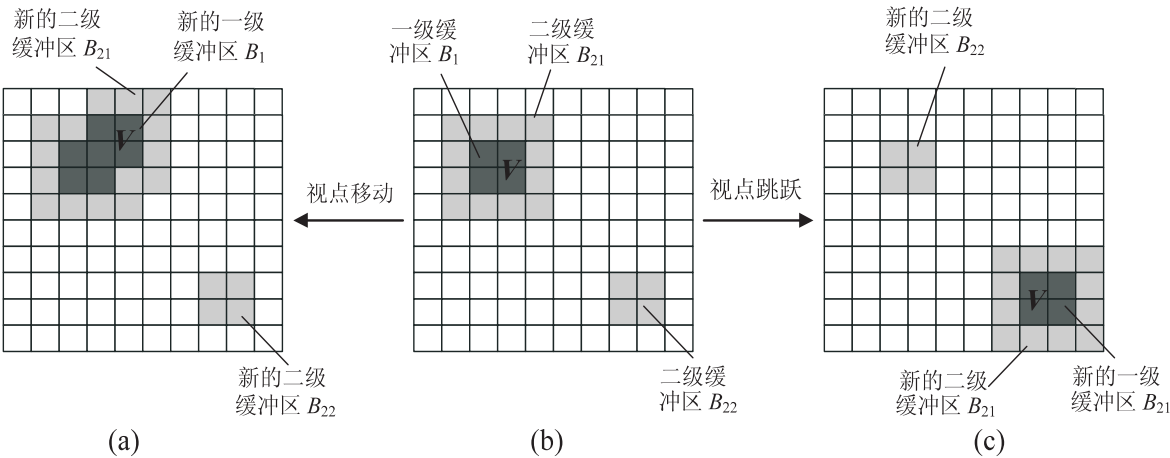 新的二级
缓冲区 B21
新的一级
缓冲区 B1
V
新的二级
缓冲区 B22
(a)
视点移动
一级缓
冲区 B1
二级缓
冲区 B21
V
二级缓
冲区 B22
(b)
视点跳跃
新的二级
缓冲区 B22
V
新的二级
缓冲区 B21
新的一级
缓冲区 B21
(c)